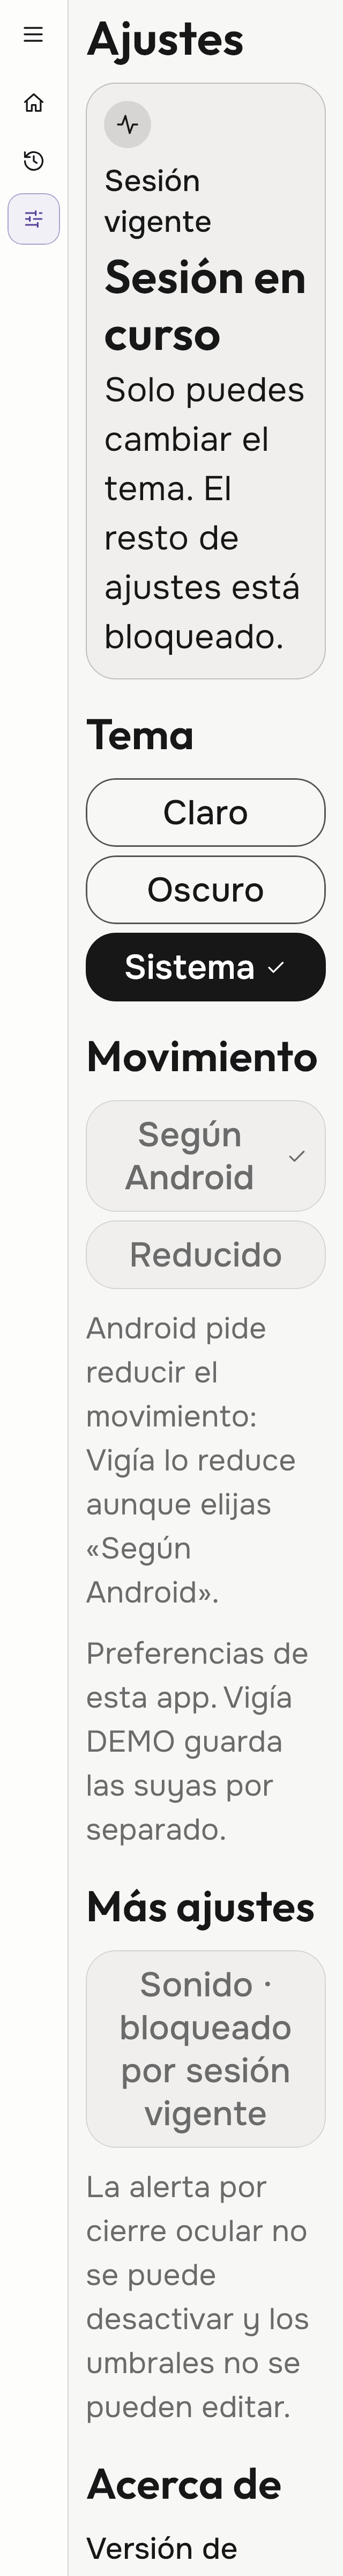 Ajustes
Sesión
vigente
Sesión en
curso
Solo puedes
cambiar el
tema. El
resto de
ajustes está
bloqueado.
Tema
Claro
Oscuro
Sistema
Movimiento
Según
Android
Reducido
Android pide
reducir el
movimiento:
Vigía lo reduce
aunque elijas
«Según
Android».
Preferencias de
esta app. Vigía
DEMO guarda
las suyas por
separado.
Más ajustes
Sonido ·
bloqueado
por sesión
vigente
La alerta por
cierre ocular no
se puede
desactivar y los
umbrales no se
pueden editar.
Acerca de
Versión de